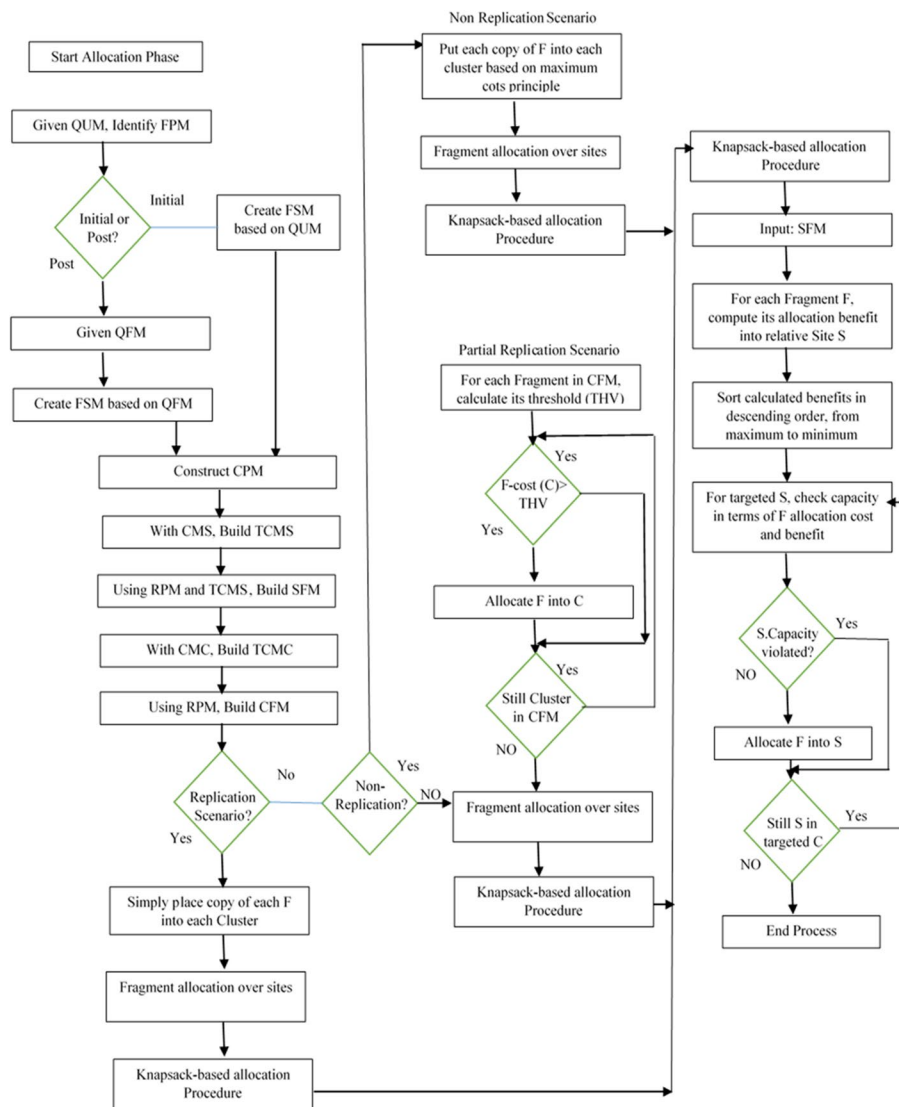 Start Allocation Phase
Given QUM, Identify FPM
Initial or
Post?
Initial
Post
Create FSM
based on QUM
Given QFM
Create FSM based on QFM
Construct CPM
With CMS, Build TCMS
Using RPM and TCMS, Build SFM
With CMC, Build TCMC
Using RPM, Build CFM
Replication
Scenario?
No
Yes
Non-
Replication?
Yes
NO
Simply place copy of each F
into each Cluster
Fragment allocation over sites
Knapsack-based allocation
Procedure
Non Replication Scenario
Put each copy of F into each
cluster based on maximum
cots principle
Fragment allocation over sites
Knapsack-based allocation
Procedure
Partial Replication Scenario
For each Fragment in CFM,
calculate its threshold (THV)
Yes
F-cost (C)>
THV
Yes
Allocate F into C
Yes
Still Cluster
in CFM
NO
Fragment allocation over sites
Knapsack-based allocation
Procedure
Knapsack-based allocation
Procedure
Input: SFM
For each Fragment F,
compute its allocation benefit
into relative Site S
Sort calculated benefits in
descending order, from
maximum to minimum
For targeted S, check capacity
in terms of F allocation cost
and benefit
S.Capacity
violated?
Yes
NO
Allocate F into S
Still S in
targeted C
Yes
NO
End Process